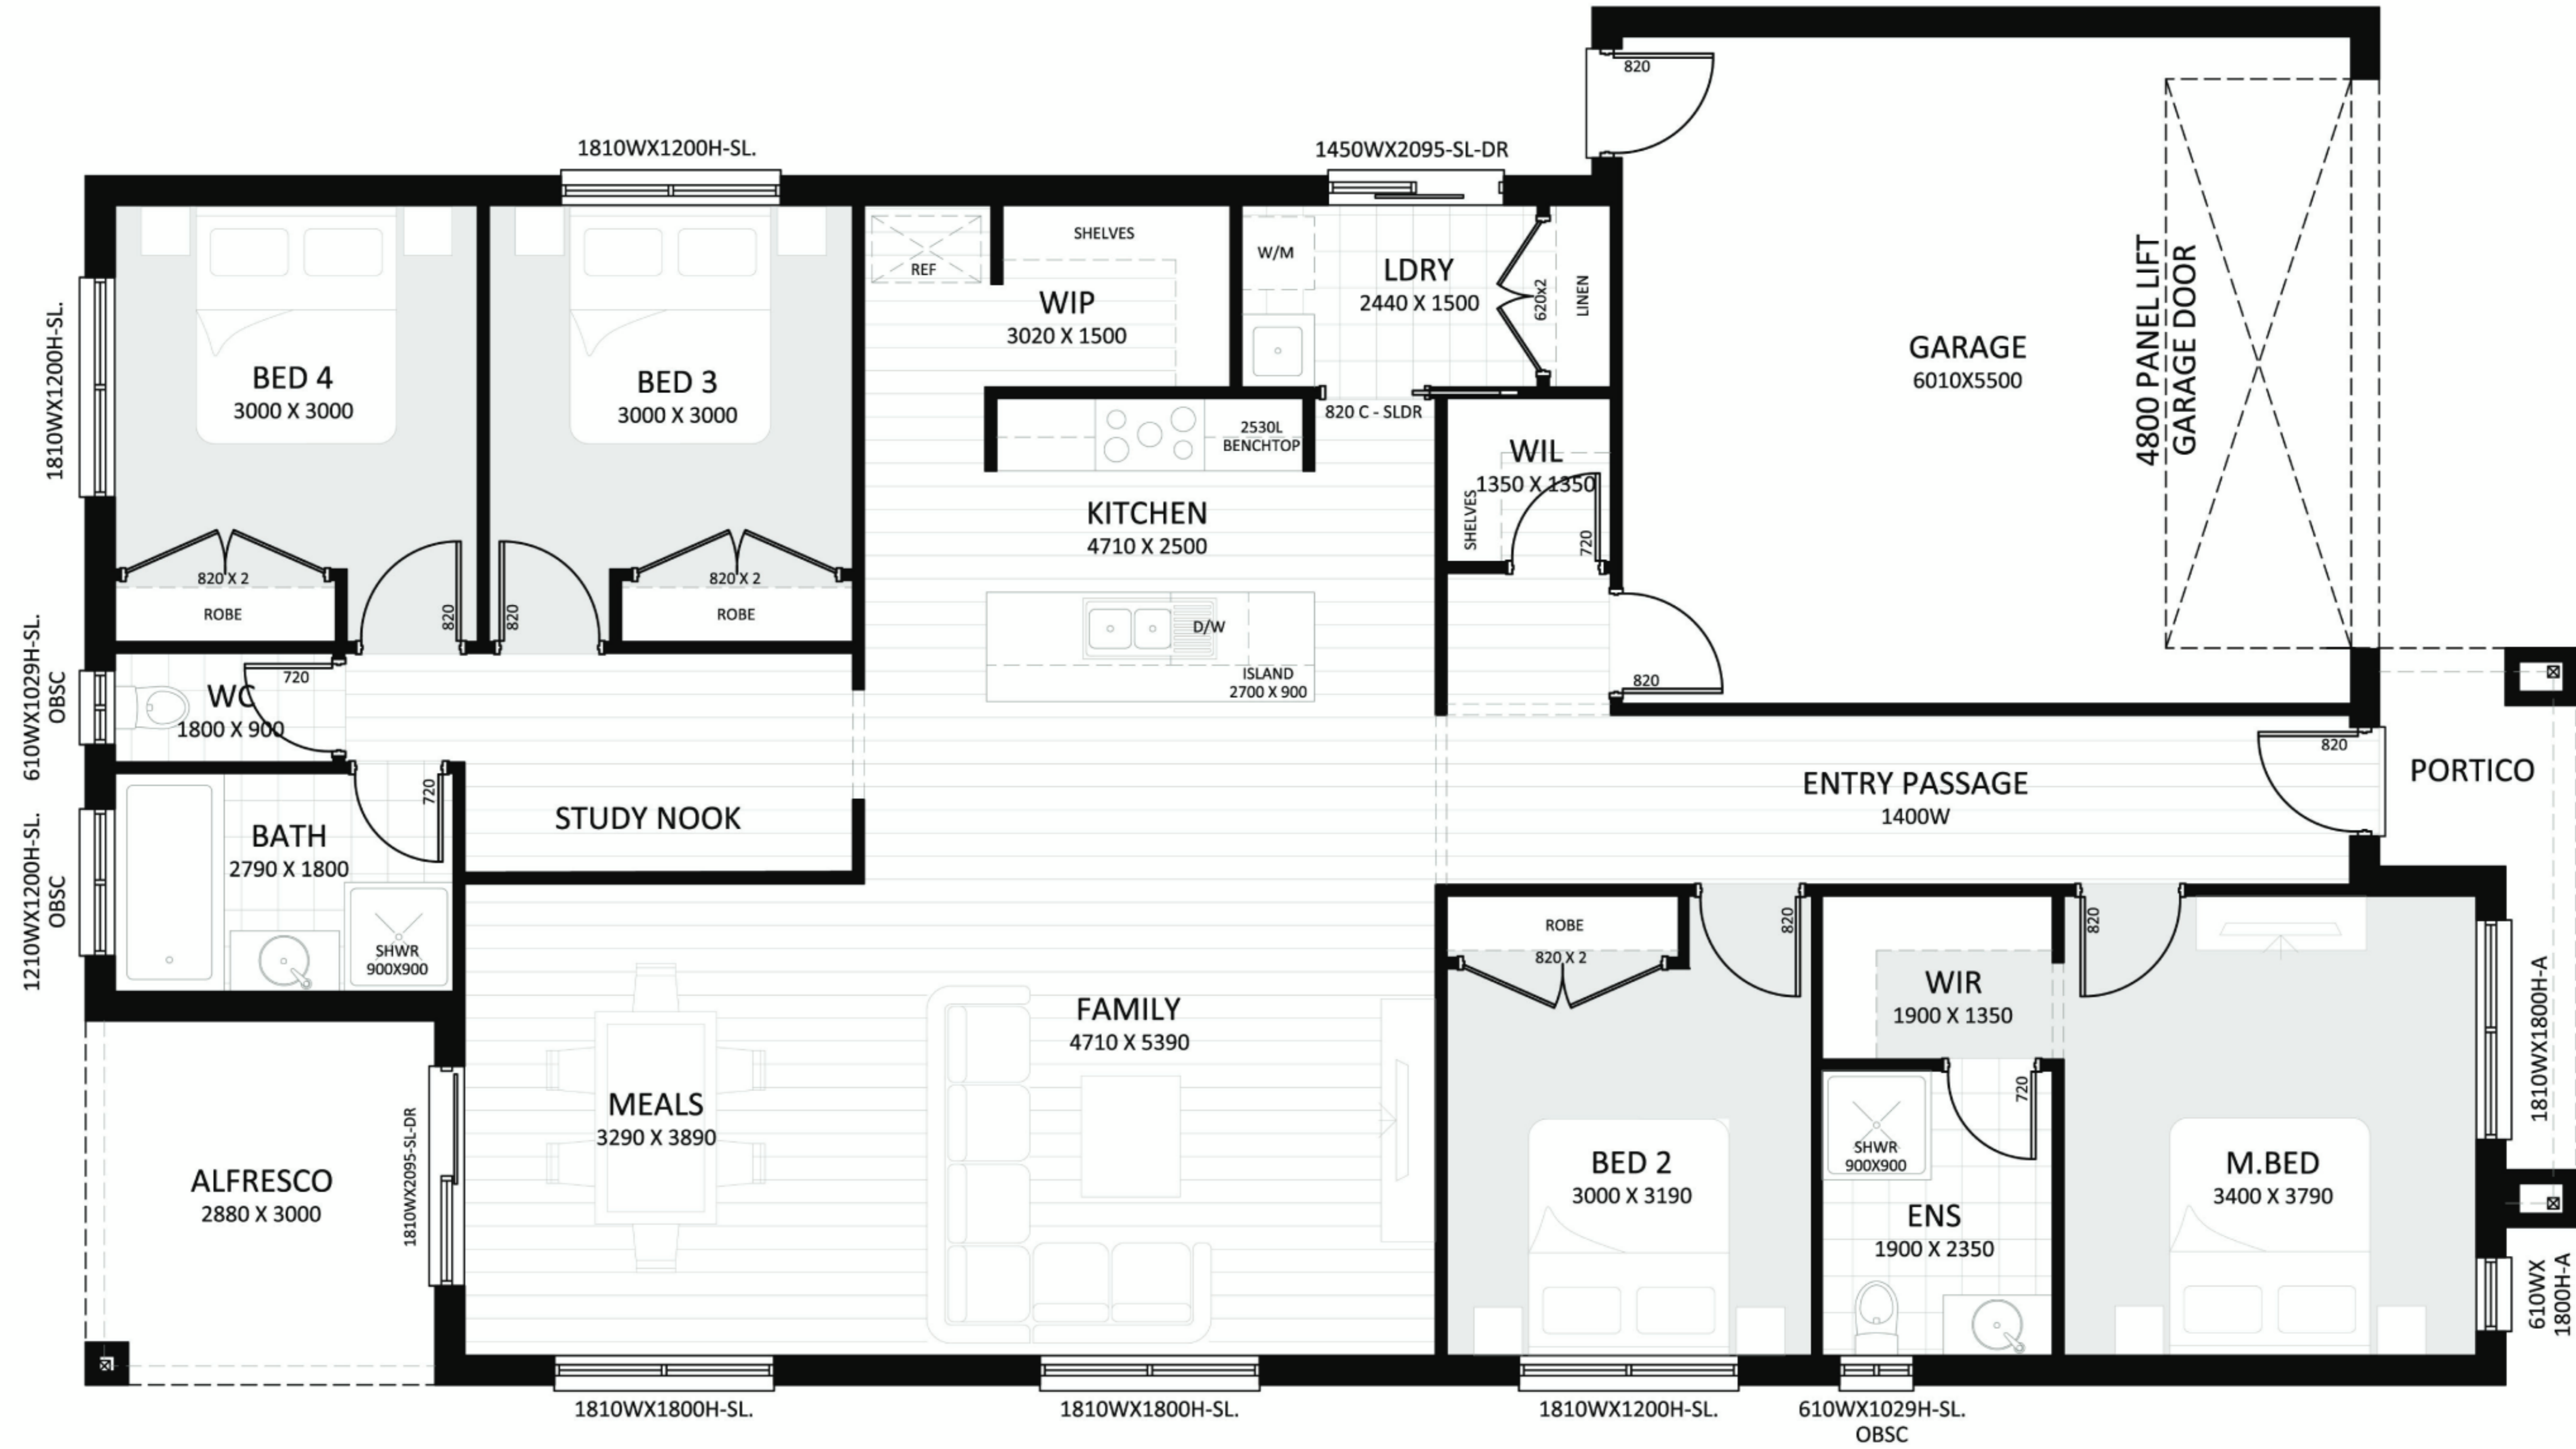 820
1810WX1200H-SL.
1450WX2095-SL-DR
1810WX1200H-SL.
BED 4
3000 X 3000
820 X 2
ROBE
820
BED 3
3000 X 3000
820
820 X 2
ROBE
REF
SHELVES
WIP
3020 X 1500
W/M
LDRY
2440 X 1500
620x2
LINEN
820 C - SLDR
2530L
BENCHTOP
KITCHEN
4710 X 2500
D/W
ISLAND
2700 X 900
WIL
1350 X 1350
SHELVES
720
820
GARAGE
6010X5500
4800 PANEL LIFT
GARAGE DOOR
610WX1029H-SL.
OBSC
WC
1800 X 900
720
1210WX1200H-SL.
OBSC
BATH
2790 X 1800
720
SHWR
900X900
STUDY NOOK
ENTRY PASSAGE
1400W
820
PORTICO
ALFRESCO
2880 X 3000
1810WX2095-SL-DR
MEALS
3290 X 3890
FAMILY
4710 X 5390
ROBE
820 X 2
820
BED 2
3000 X 3190
WIR
1900 X 1350
720
SHWR
900X900
ENS
1900 X 2350
820
M.BED
3400 X 3790
1810WX1800H-A
610WX
1800H-A
1810WX1800H-SL.
1810WX1800H-SL.
1810WX1200H-SL.
610WX1029H-SL.
OBSC